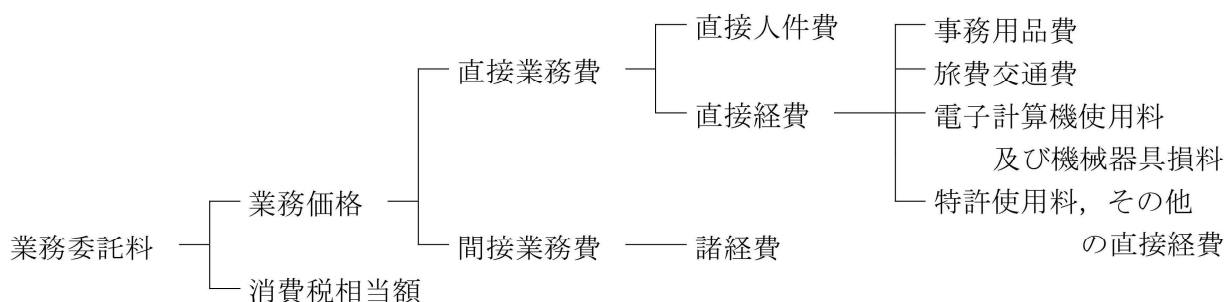 業務委託料
業務価格
消費税相当額
直接業務費
間接業務費
直接人件費
直接経費
諸経費
事務用品費
旅費交通費
電子計算機使用料
及び機械器具損料
特許使用料，その他
の直接経費